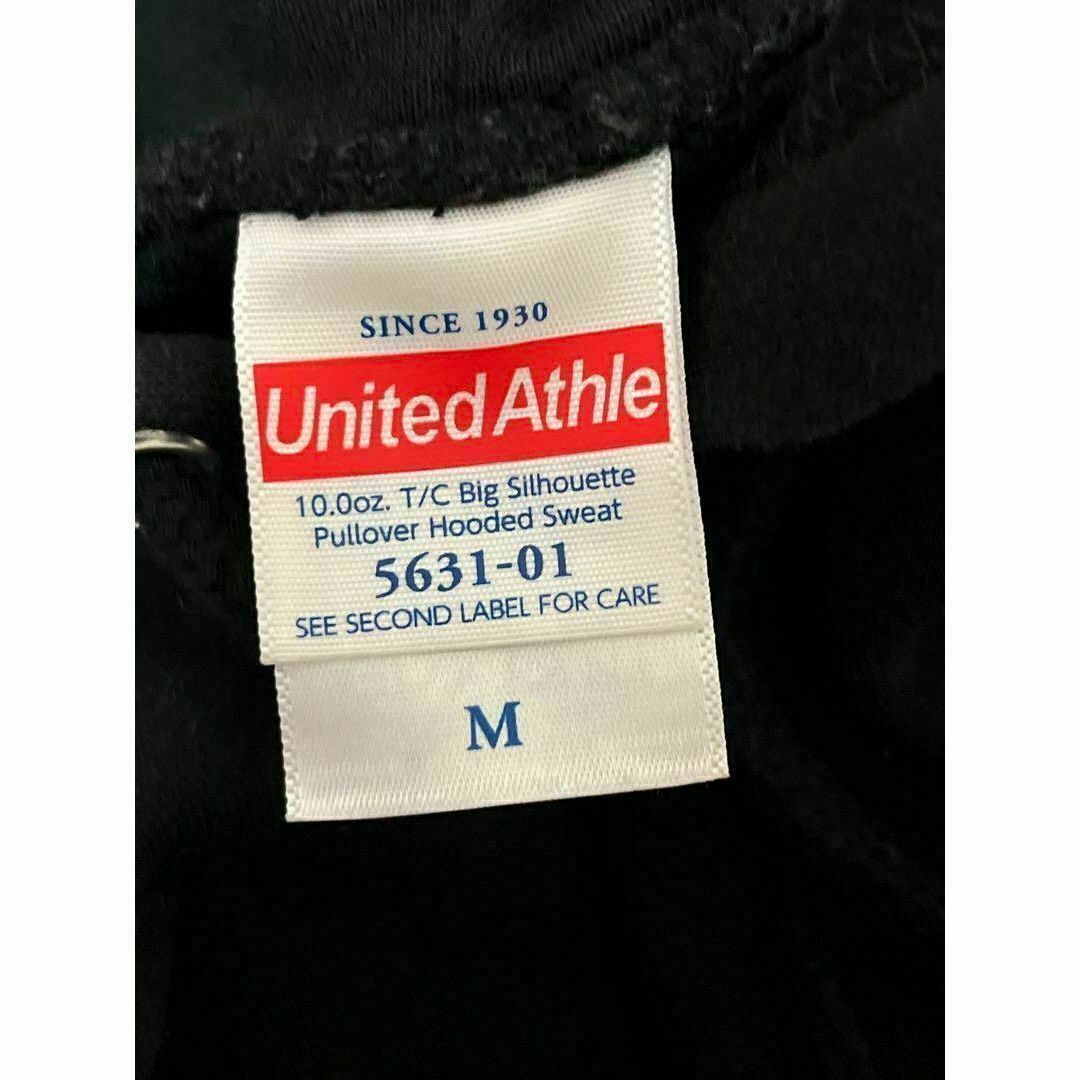 SINCE 1930
United Athle
10.0oz. T/C Big Silhouette
Pullover Hooded Sweat
5631-01
SEE SECOND LABEL FOR CARE
M